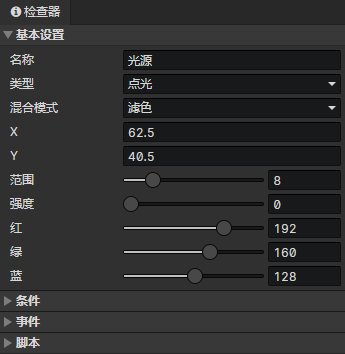 检查器
基本设置
名称 光源
类型 点光
混合模式 滤色
X 62.5
Y 40.5
范围 8
强度 0
红 192
绿 160
蓝 128
条件
事件
脚本